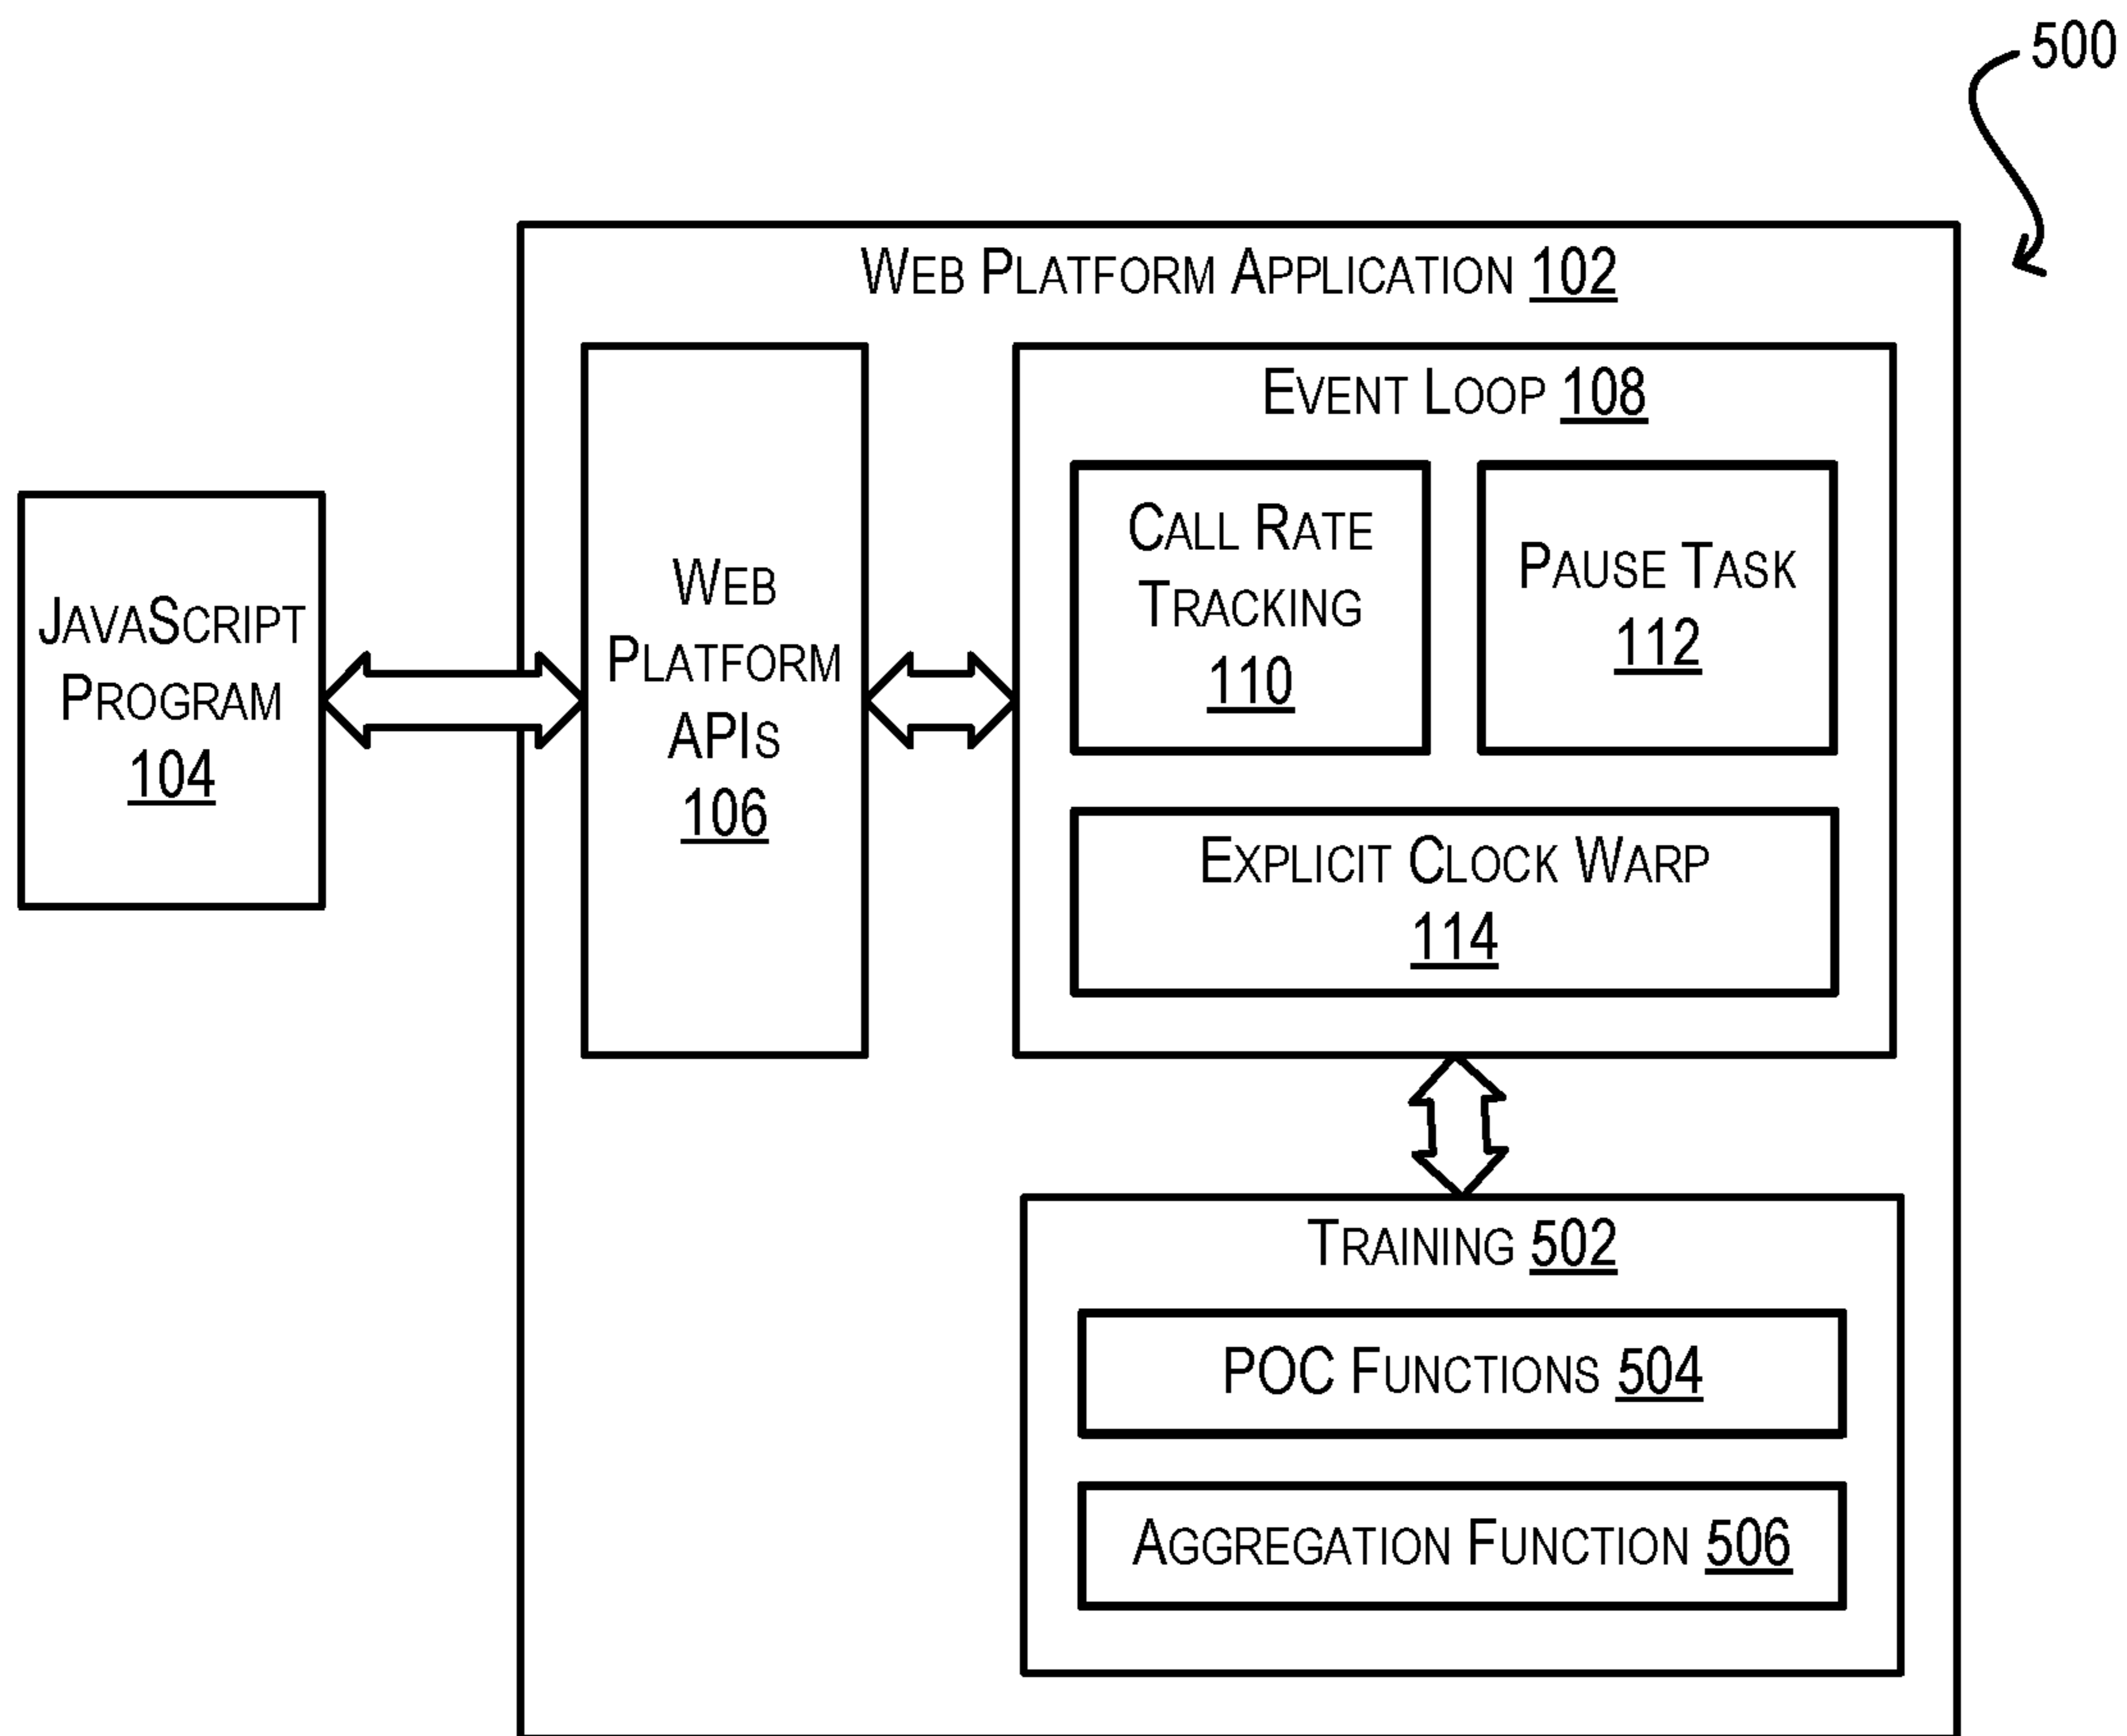 500
Web Platform Application 102
Event Loop 108
Call Rate
Tracking
110
Pause Task
112
JavaScript
Program
104
Web
Platform
APIs
106
Explicit Clock Warp
114
Training 502
POC Functions 504
Aggregation Function 506